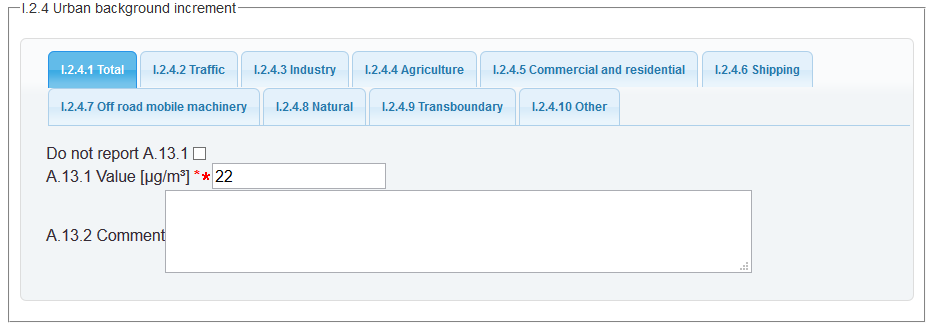 I.2.4 Urban background increment
I.2.4.1 Total I.2.4.2 Traffic I.2.4.3 Industry I.2.4.4 Agriculture I.2.4.5 Commercial and residential I.2.4.6 Shipping
I.2.4.7 Off road mobile machinery I.2.4.8 Natural I.2.4.9 Transboundary I.2.4.10 Other
Do not report A.13.1
A.13.1 Value [µg/m³] ** 22
A.13.2 Comment